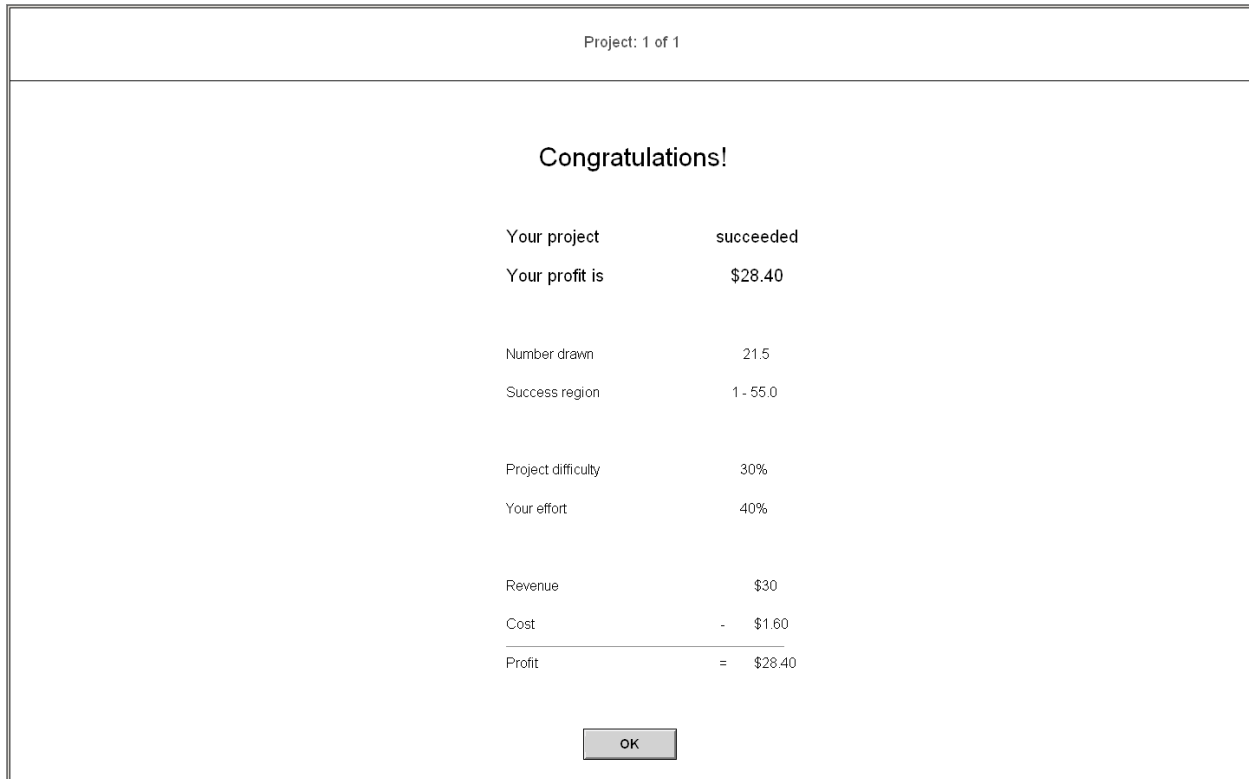 Project: 1 of 1
Congratulations!
Your project succeeded
Your profit is $28.40
Number drawn 21.5
Success region 1 - 55.0
Project difficulty 30%
Your effort 40%
Revenue $30
Cost - $1.60
Profit = $28.40
OK